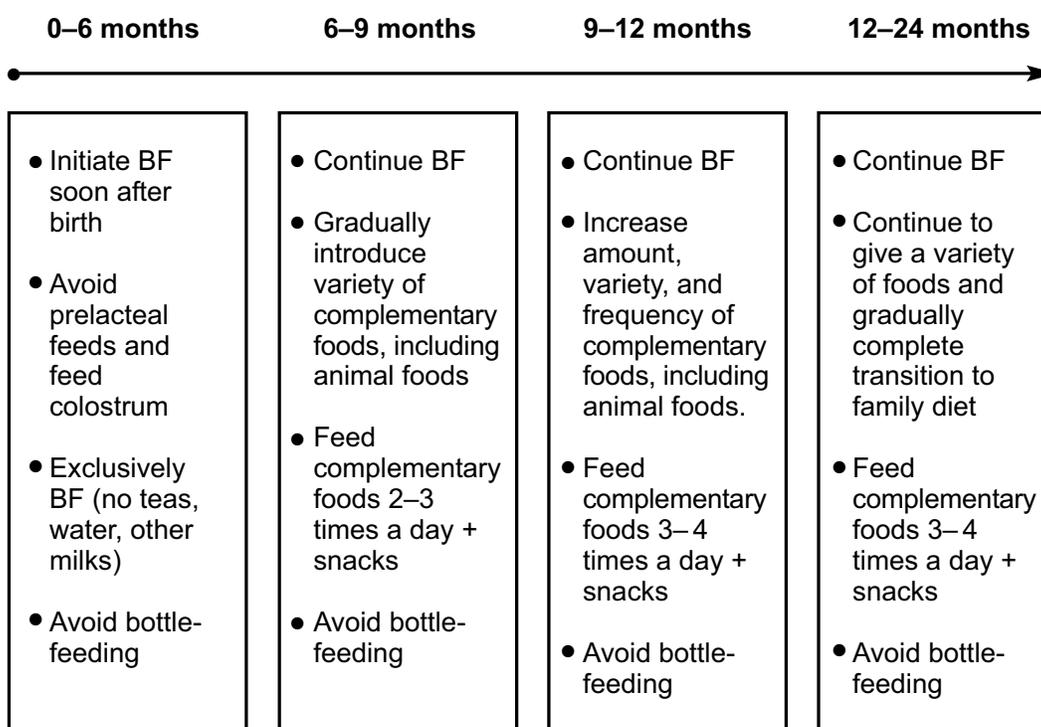 0–6 months
6–9 months
9–12 months
12–24 months
● Initiate BF
soon after
birth
● Avoid
prelacteal
feeds and
feed
colostrum
● Exclusively
BF (no teas,
water, other
milks)
● Avoid bottle-
feeding
● Continue BF
● Gradually
introduce
variety of
complementary
foods, including
animal foods
● Feed
complementary
foods 2–3
times a day +
snacks
● Avoid bottle-
feeding
● Continue BF
● Increase
amount,
variety, and
frequency of
complementary
foods, including
animal foods.
● Feed
complementary
foods 3–4
times a day +
snacks
● Avoid bottle-
feeding
● Continue BF
● Continue to
give a variety
of foods and
gradually
complete
transition to
family diet
● Feed
complementary
foods 3–4
times a day +
snacks
● Avoid bottle-
feeding